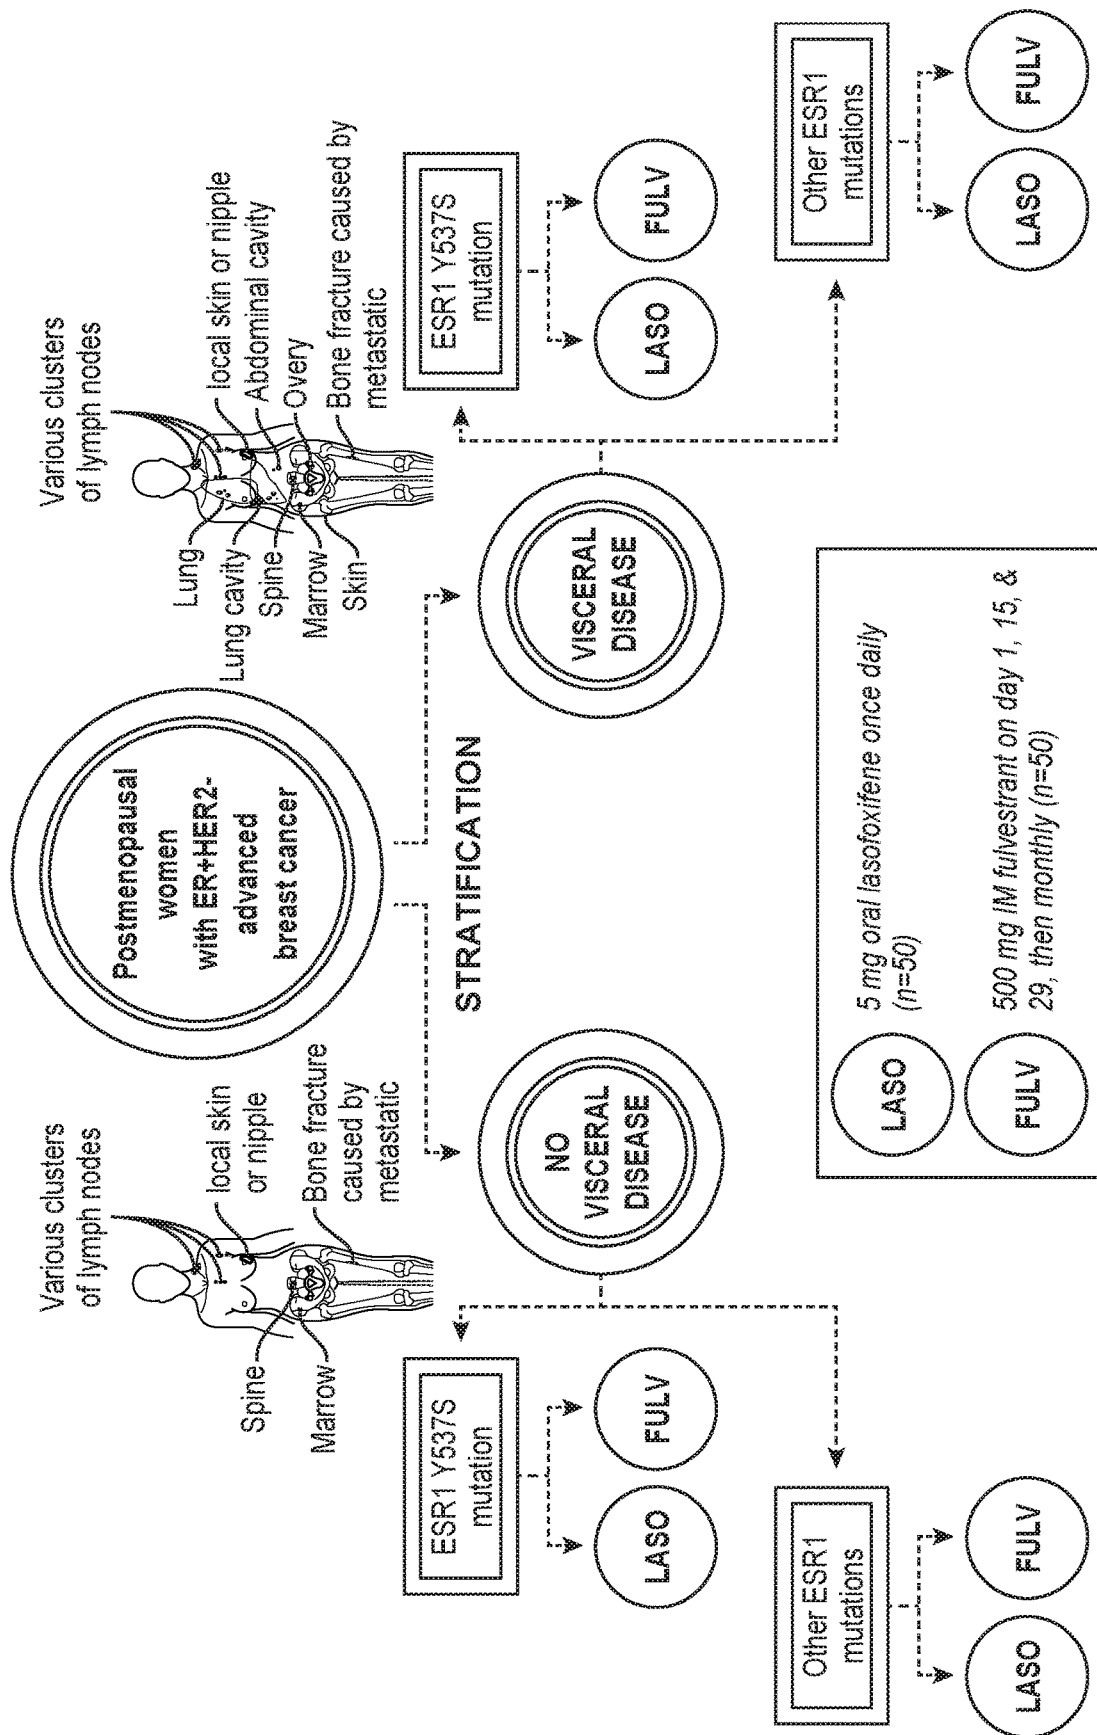 Various clusters
of lymph nodes
local skin
or nipple
Bone fracture
caused by
metastatic
Spine
Marrow
Postmenopausal
women
with ER+HER2-
advanced
breast cancer
Various clusters
of lymph nodes
Lung
Lung cavity
Spine
Marrow
Skin
local skin or nipple
Abdominal cavity
Overy
Bone fracture caused by
metastatic
STRATIFICATION
NO
VISCERAL
DISEASE
VISCERAL
DISEASE
ESR1 Y537S
mutation
LASO
FULV
Other ESR1
mutations
LASO
FULV
ESR1 Y537S
mutation
LASO
FULV
Other ESR1
mutations
LASO
FULV
LASO
5 mg oral lasofoxifene once daily
(n=50)
FULV
500 mg IM fulvestrant on day 1, 15, &
29, then monthly (n=50)